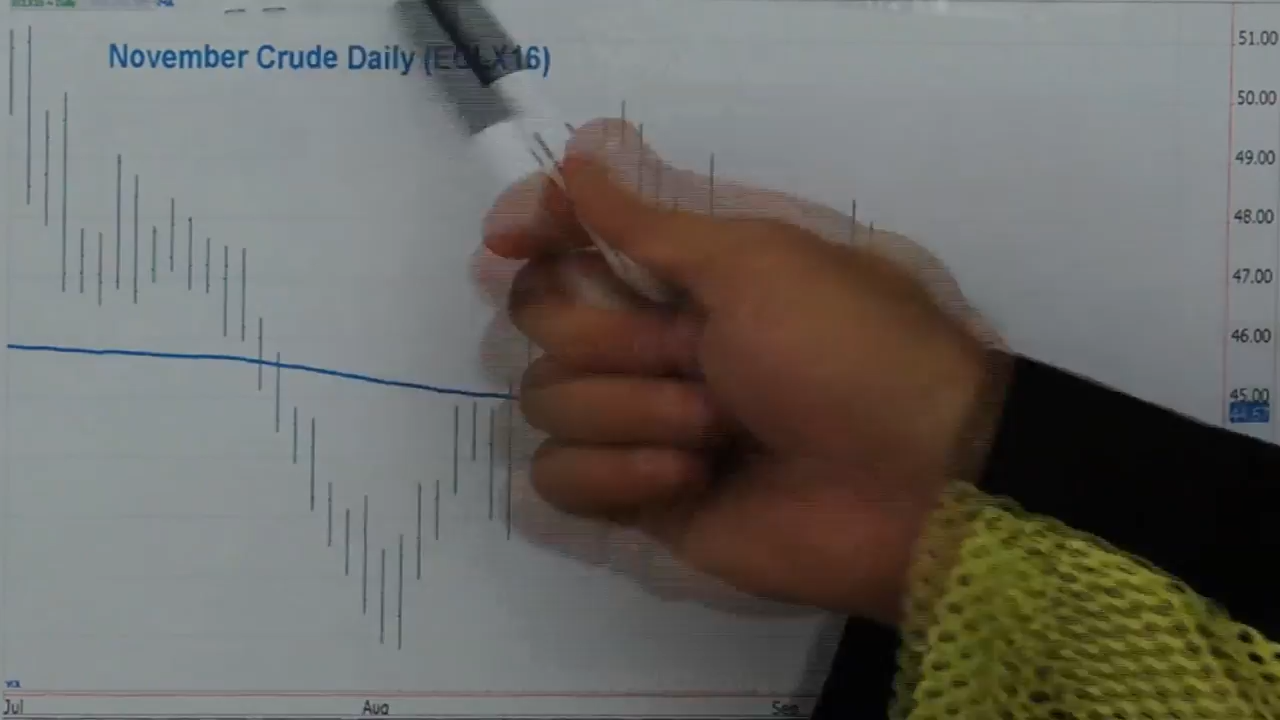 November Crude Daily
X16)
51.00
50.00
49.00
48.00
47.00
46.00
45.00
Jul
Aug
Sep